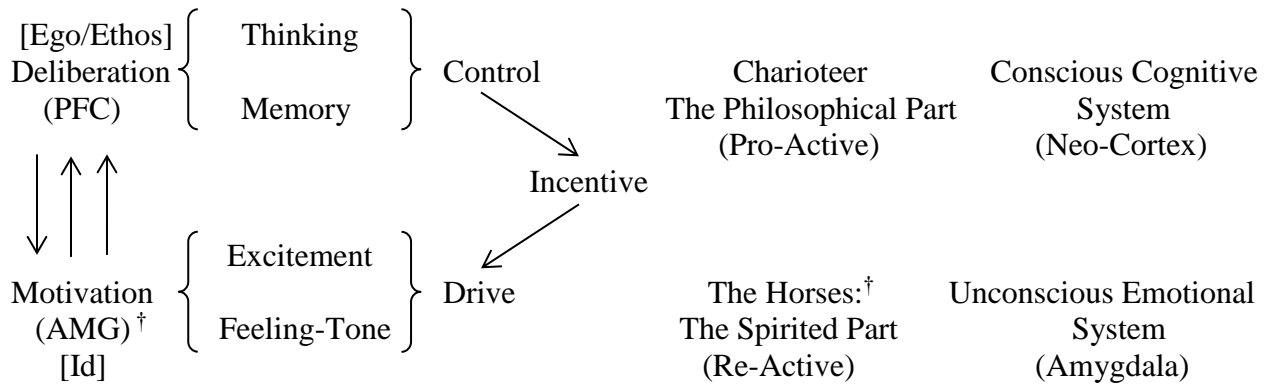 [Ego/Ethos] Thinking
Deliberation Control Charioteer Conscious Cognitive
(PFC) Memory The Philosophical Part System
(Pro-Active) (Neo-Cortex)
Incentive
Excitement
Motivation Drive The Horses:† Unconscious Emotional
(AMG) † Feeling-Tone The Spirited Part System
[Id] (Re-Active) (Amygdala)